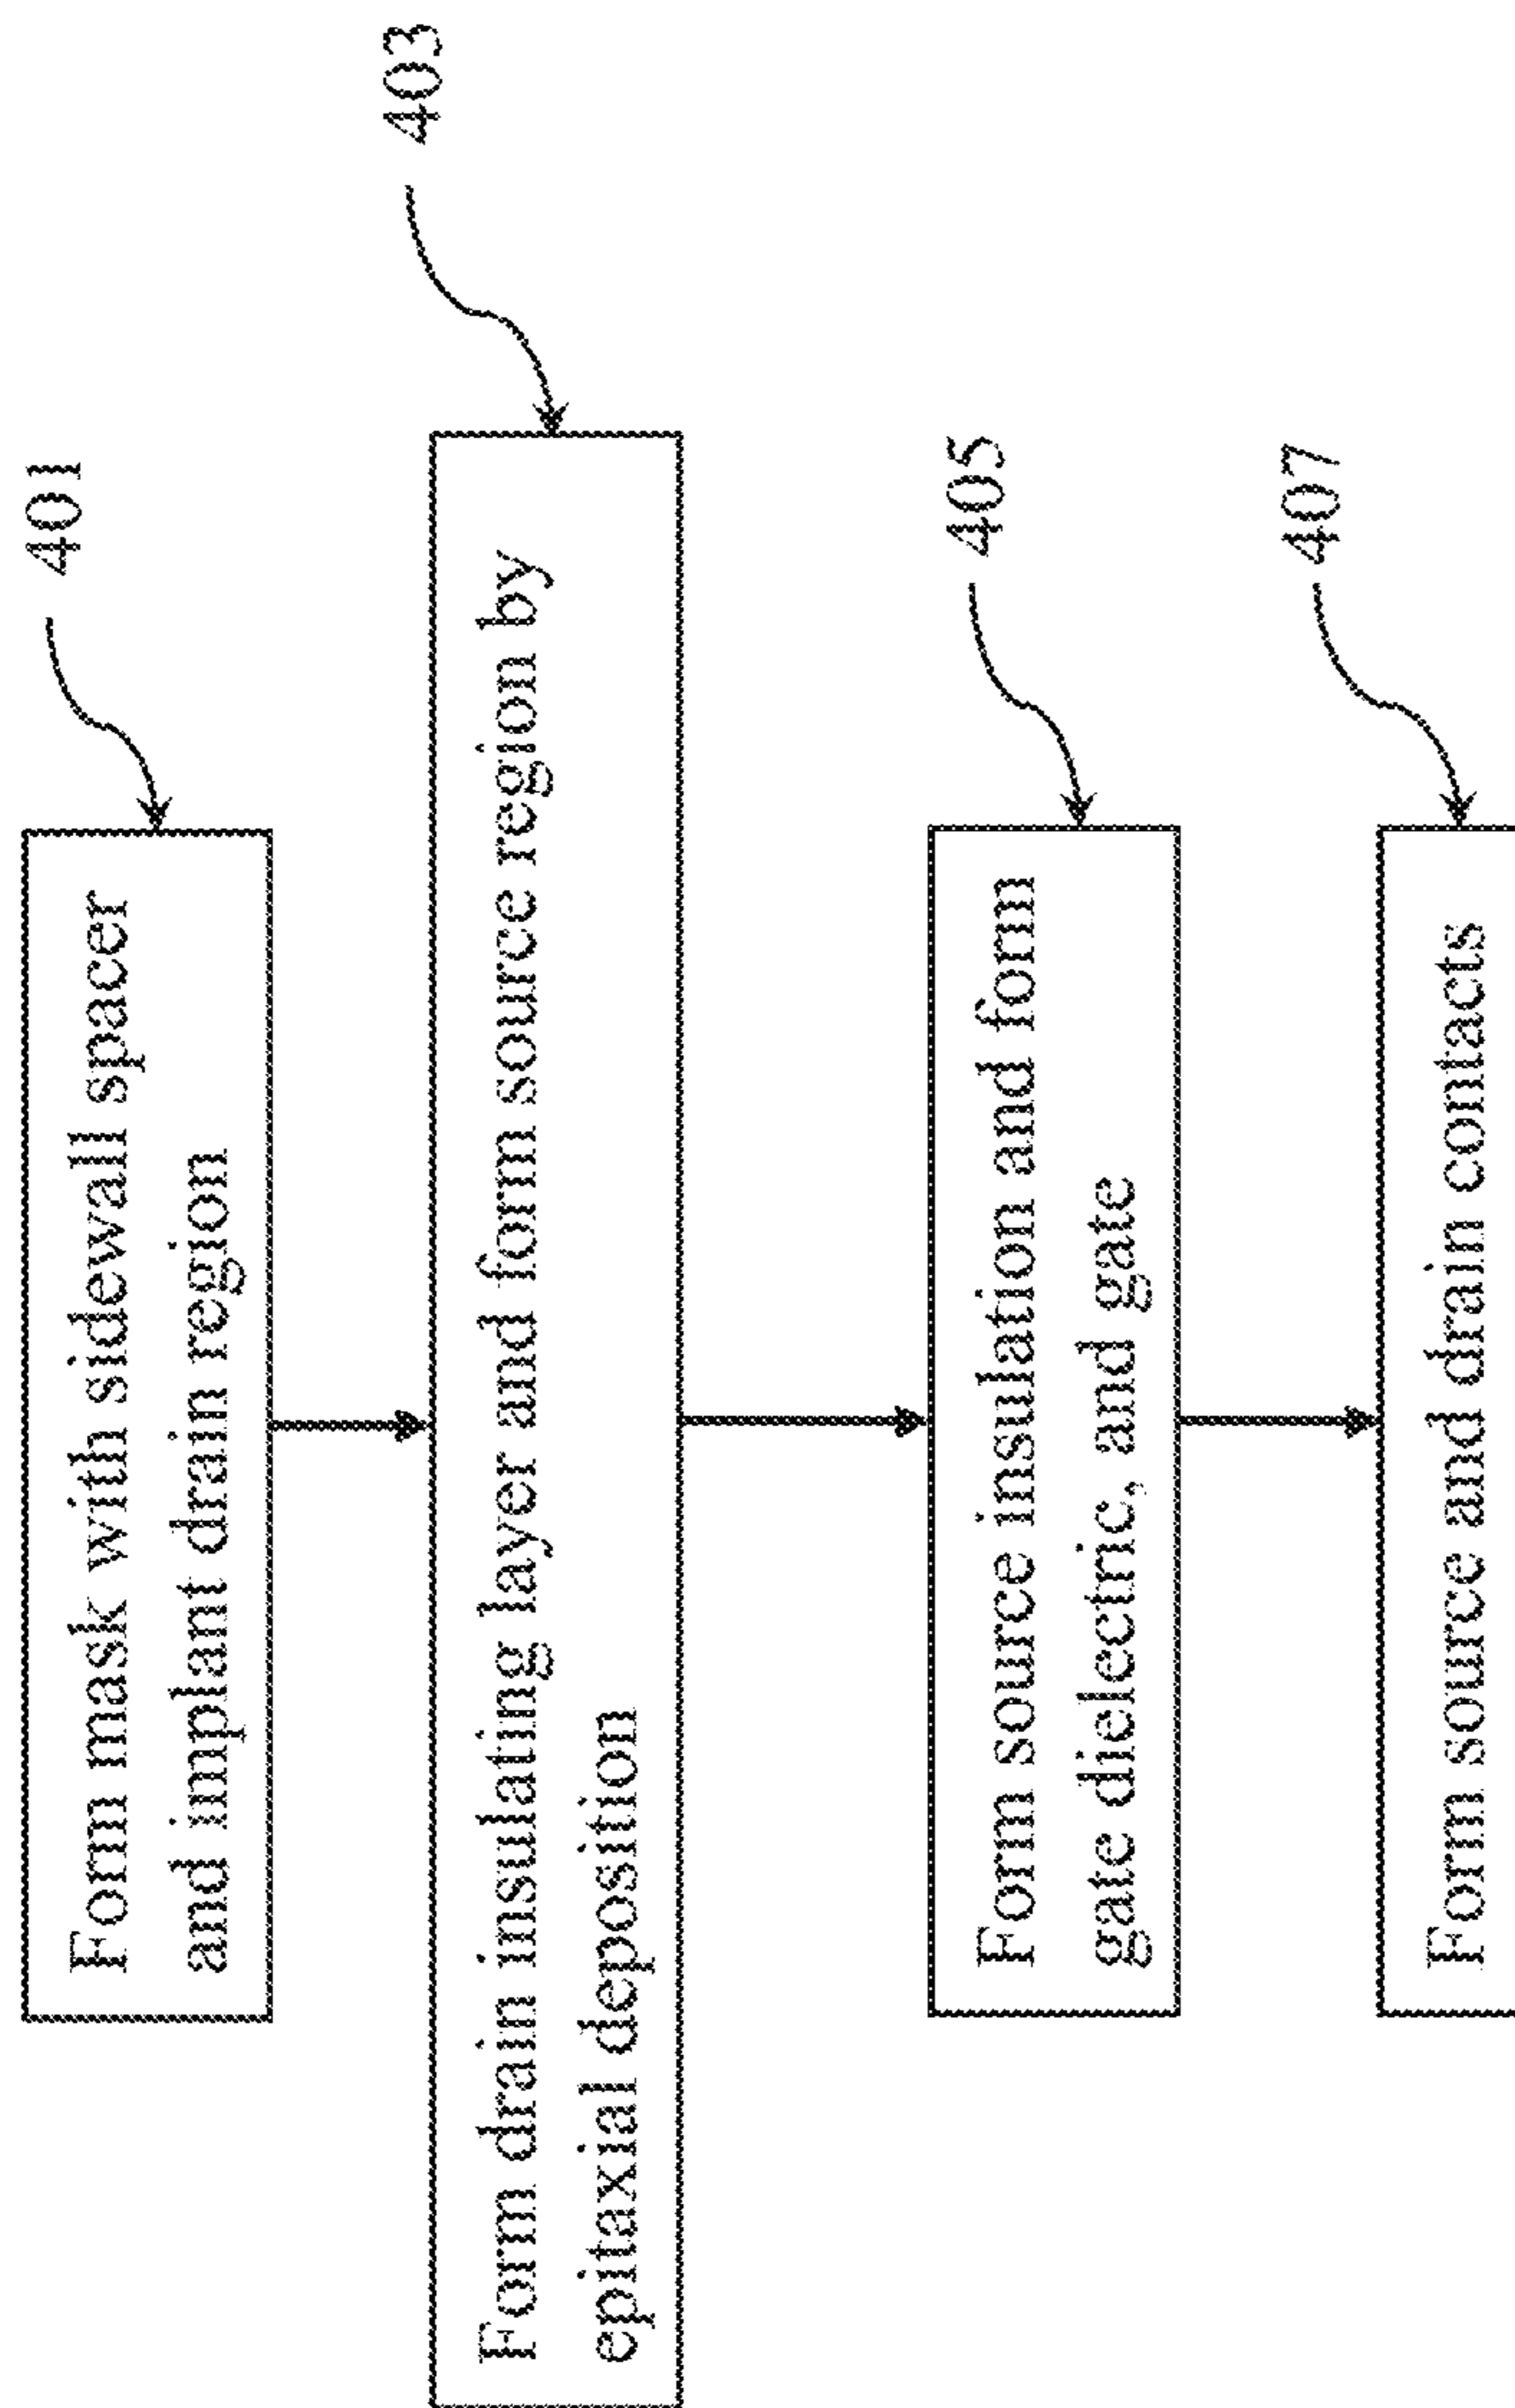 401
Form mask with sidewall spacer
and implant drain region
403
Form drain insulating layer and form source region by
epitaxial deposition
405
Form source insulation and form
gate dielectric, and gate
407
Form source and drain contacts